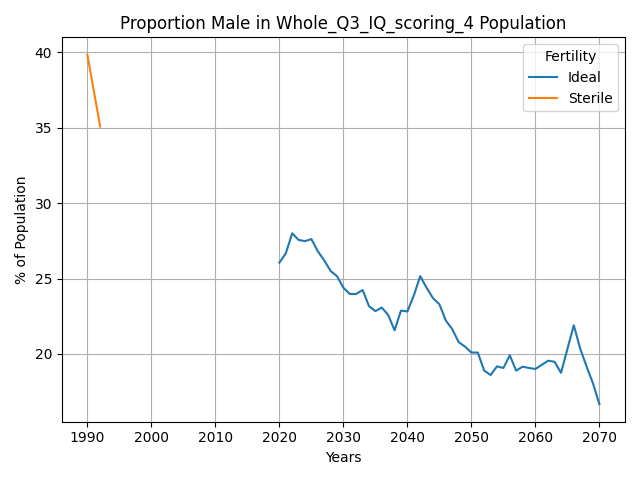 Proportion Male in Whole_Q3_IQ_scoring_4 Population
Fertility
Ideal
Sterile
% of Population
40
35
30
25
20
1990
2000
2010
2020
2030
2040
2050
2060
2070
Years